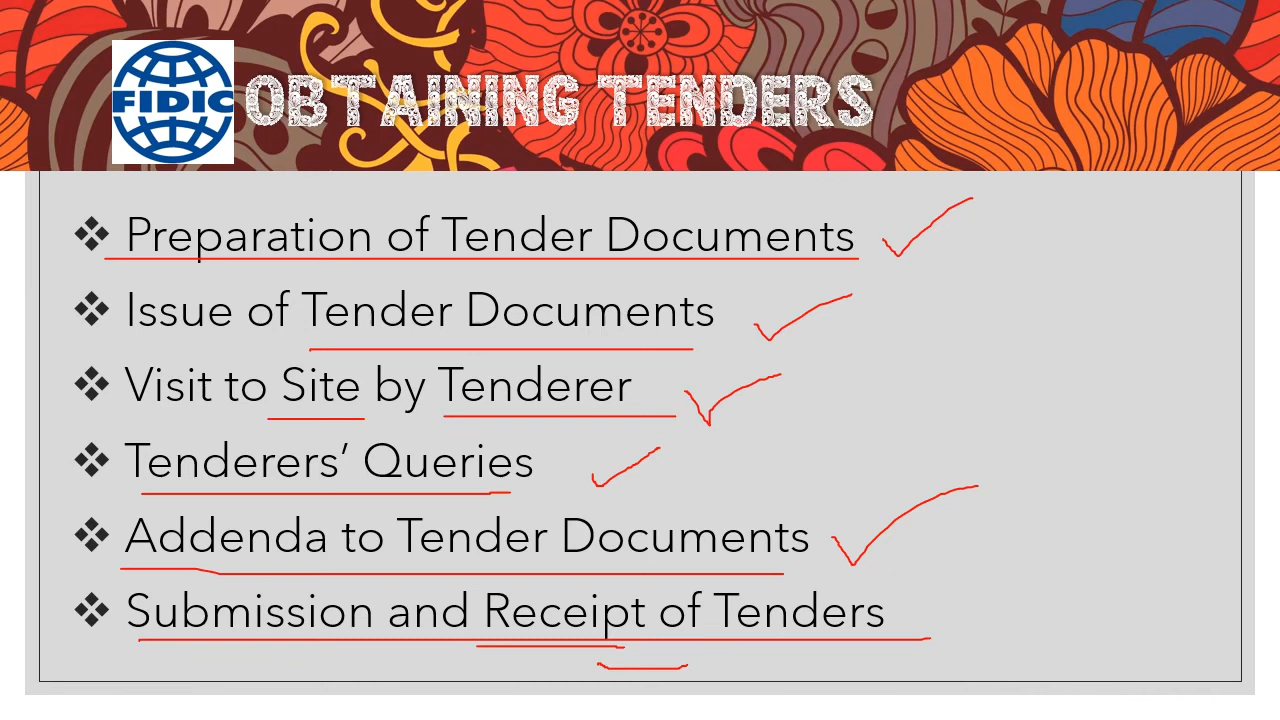 FIDIC
OBTAINING TENDERS
Preparation of Tender Documents
Issue of Tender Documents
Visit to Site by Tenderer
Tenderers’ Queries
Addenda to Tender Documents
Submission and Receipt of Tenders